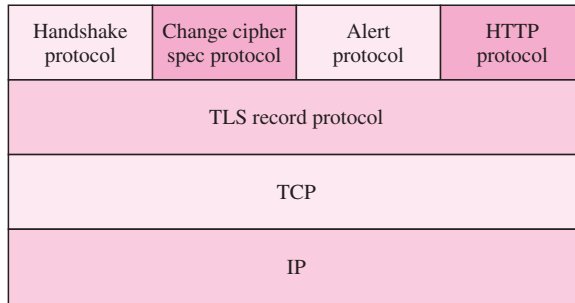 Handshake
protocol
Change cipher
spec protocol
Alert
protocol
HTTP
protocol
TLS record protocol
TCP
IP